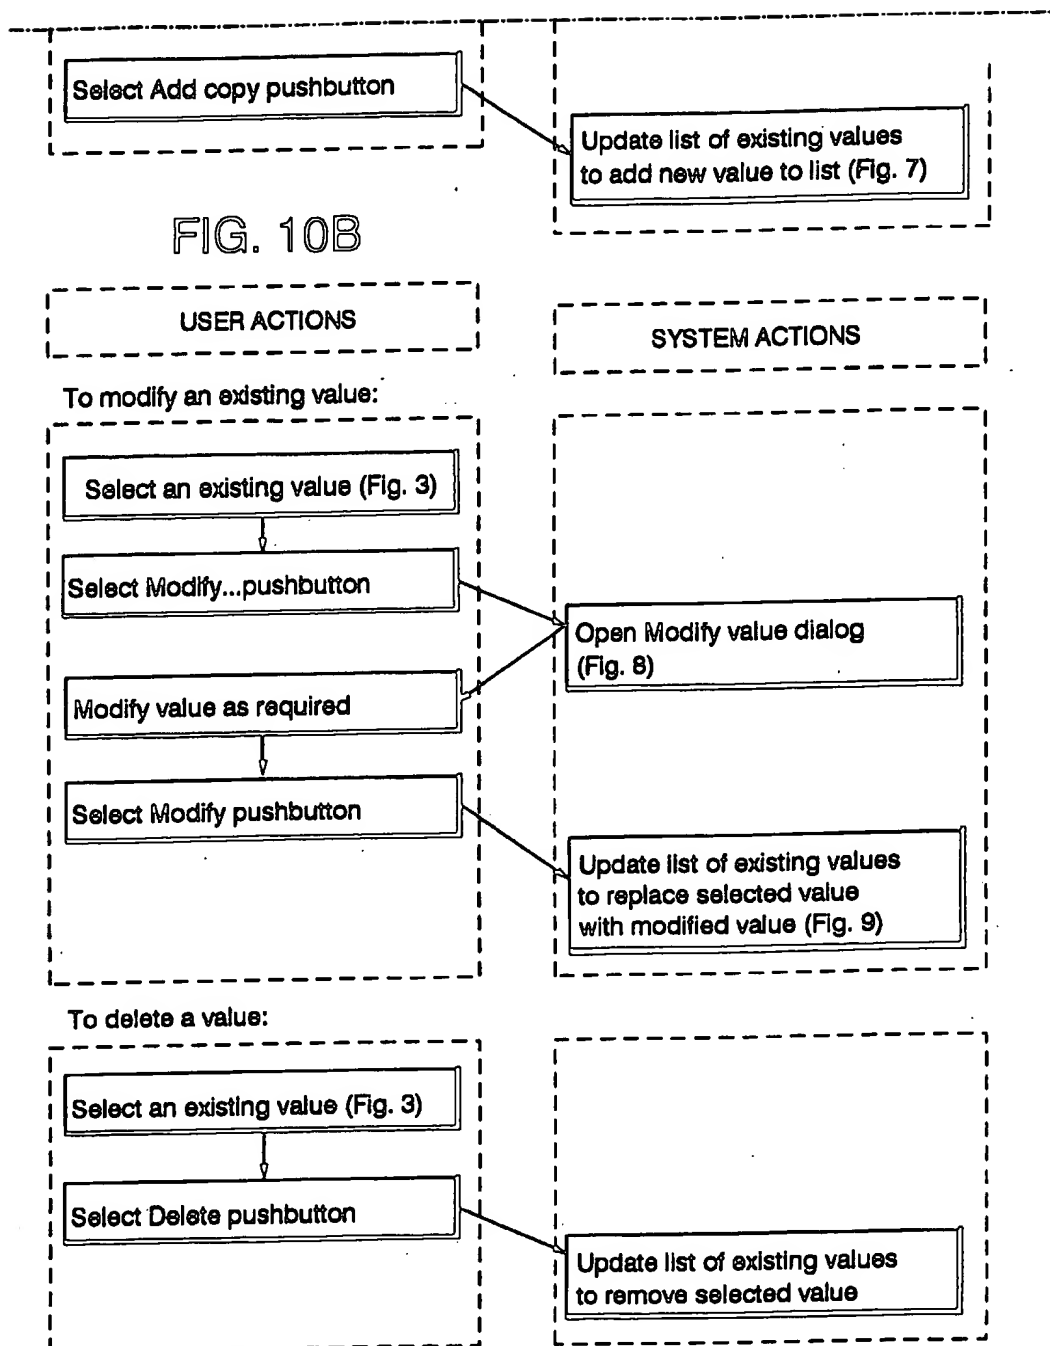 Select Add copy pushbutton
Update list of existing values
to add new value to list (Fig. 7)
FIG. 10B
USER ACTIONS
SYSTEM ACTIONS
To modify an existing value:
Select an existing value (Fig. 3)
Select Modify...pushbutton
Open Modify value dialog
(Fig. 8)
Modify value as required
Select Modify pushbutton
Update list of existing values
to replace selected value
with modified value (Fig. 9)
To delete a value:
Select an existing value (Fig. 3)
Select Delete pushbutton
Update list of existing values
to remove selected value